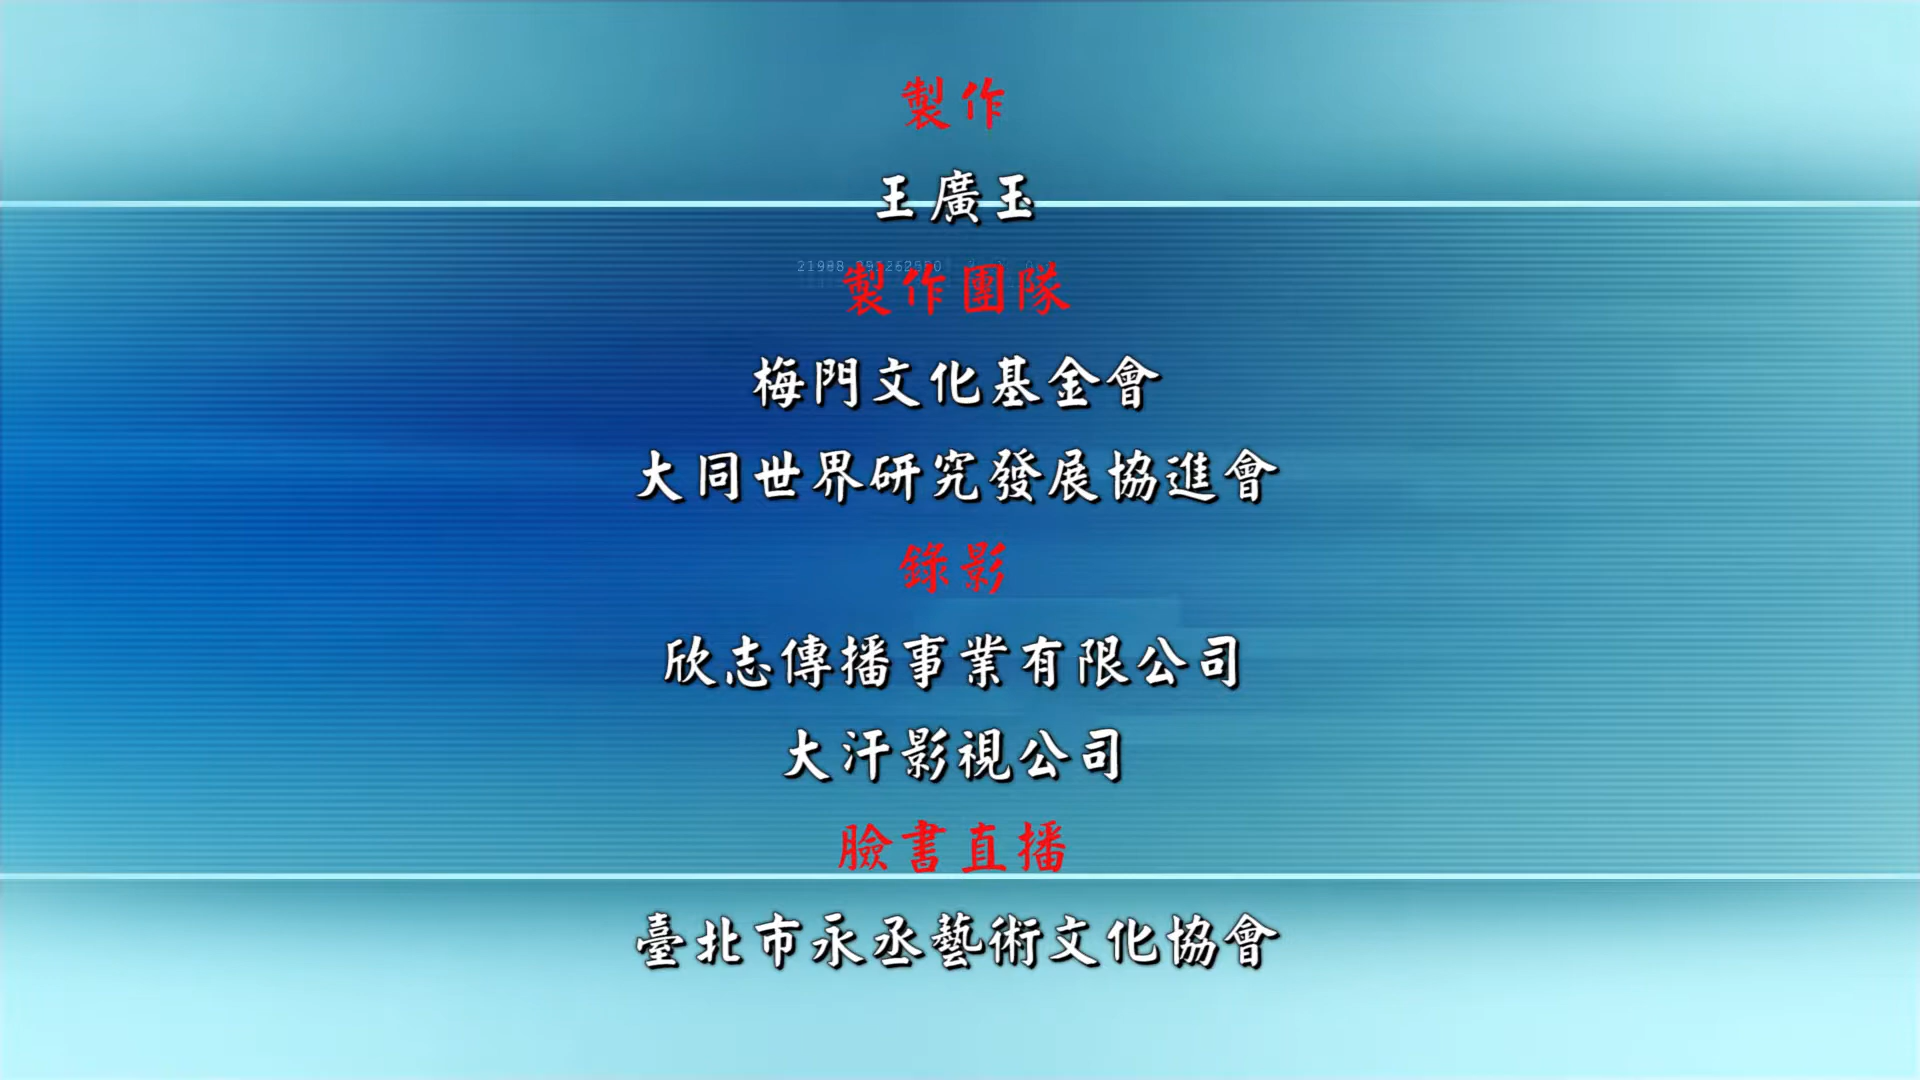 製作
王廣玉
製作團隊
梅門文化基金會
大同世界研究發展協進會
錄影
欣志傳播事業有限公司
大汗影視公司
臉書直播
臺北市永丞藝術文化協會